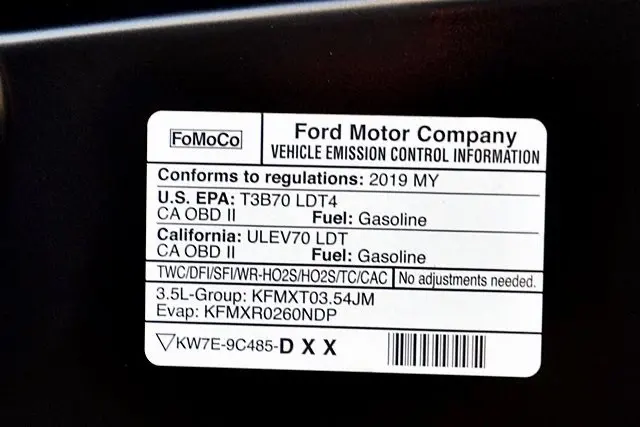 FoMoCo
Ford Motor Company
VEHICLE EMISSION CONTROL INFORMATION
Conforms to regulations: 2019 MY
U.S. EPA: T3B70 LDT4
CA OBD II Fuel: Gasoline
California: ULEV70 LDT
CA OBD II Fuel: Gasoline
TWC/DFI/SFI/WR-HO2S/HO2S/TC/CAC No adjustments needed.
3.5L-Group: KFMXT03.54JM
Evap: KFMXR0260NDP
KW7E-9C485-DXX